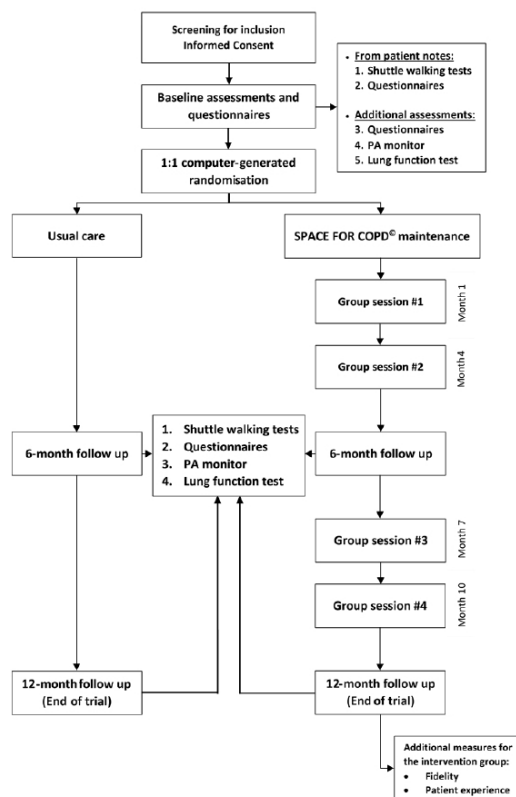 Screening for inclusion
Informed Consent
• From patient notes:
1. Shuttle walking tests
2. Questionnaires
• Additional assessments:
3. Questionnaires
4. PA monitor
5. Lung function test
Baseline assessments and
questionnaires
1:1 computer-generated
randomisation
Usual care
SPACE FOR COPD© maintenance
Group session #1
Month 1
Group session #2
Month 4
6-month follow up
1. Shuttle walking tests
2. Questionnaires
3. PA monitor
4. Lung function test
6-month follow up
Group session #3
Month 7
Group session #4
Month 10
12-month follow up
(End of trial)
12-month follow up
(End of trial)
Additional measures for
the intervention group:
• Fidelity
• Patient experience